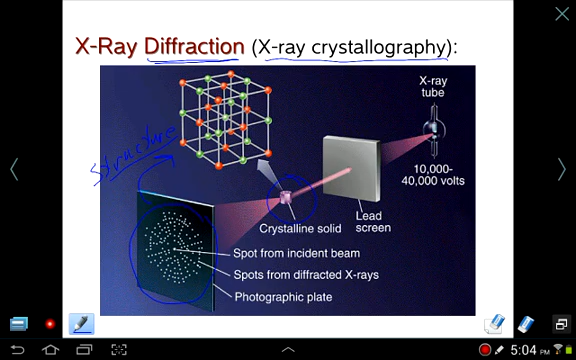 X-Ray Diffraction (X-ray crystallography):
X-ray
tube
10,000-
40,000 volts
Lead
screen
structure
Crystalline solid
Spot from incident beam
Spots from diffracted X-rays
Photographic plate
5:04 PM